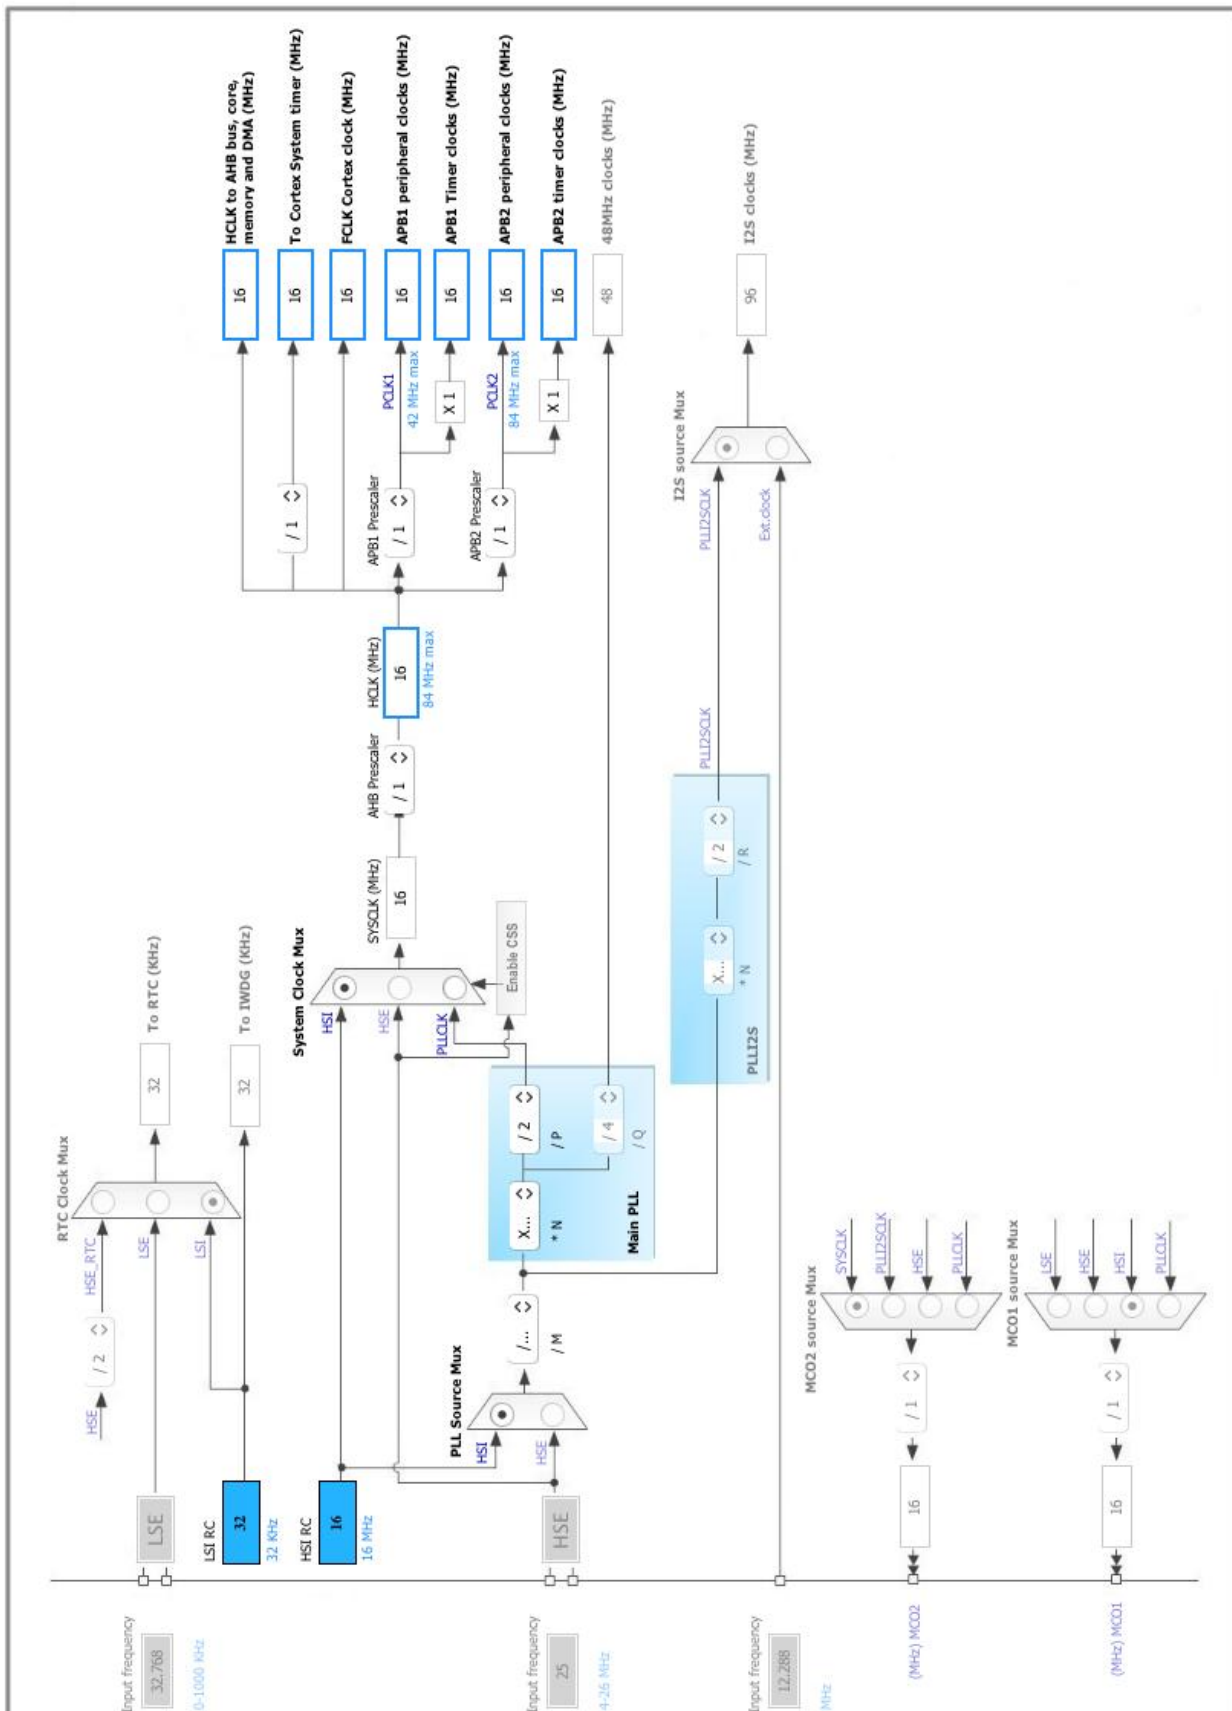 RTC Clock Mux
HSE
/ 2
HSE_RTC
LSE
LSI
32
To RTC (KHz)
Input frequency
32.768
0-1000 KHz
LSE
LSI RC
32
32 KHz
32
To IWDG (KHz)
HSI RC
16
16 MHz
System Clock Mux
HSI
HSE
PLLCLK
Enable CSS
SYSCLK (MHz)
16
AHB Prescaler
/ 1
HCLK (MHz)
16
84 MHz max
16
HCLK to AHB bus, core,
memory and DMA (MHz)
/ 1
16
To Cortex System timer (MHz)
16
FCLK Cortex clock (MHz)
APB1 Prescaler
/ 1
PCLK1
42 MHz max
16
APB1 peripheral clocks (MHz)
X 1
16
APB1 Timer clocks (MHz)
APB2 Prescaler
/ 1
PCLK2
84 MHz max
16
APB2 peripheral clocks (MHz)
X 1
16
APB2 timer clocks (MHz)
48
48MHz clocks (MHz)
Input frequency
25
4-26 MHz
HSE
PLL Source Mux
HSI
HSE
/...
/ M
X...
* N
/ 2
/ P
/ 4
/ Q
Main PLL
PLLI2S
X...
* N
/ 2
/ R
PLLI2SCLK
PLLI2SCLK
I2S source Mux
Ext.clock
96
I2S clocks (MHz)
Input frequency
12.288
MHz
MCO2 source Mux
SYSCLK
PLLI2SCLK
HSE
PLLCLK
/ 1
16
(MHz) MCO2
MCO1 source Mux
LSE
HSE
HSI
PLLCLK
/ 1
16
(MHz) MCO1